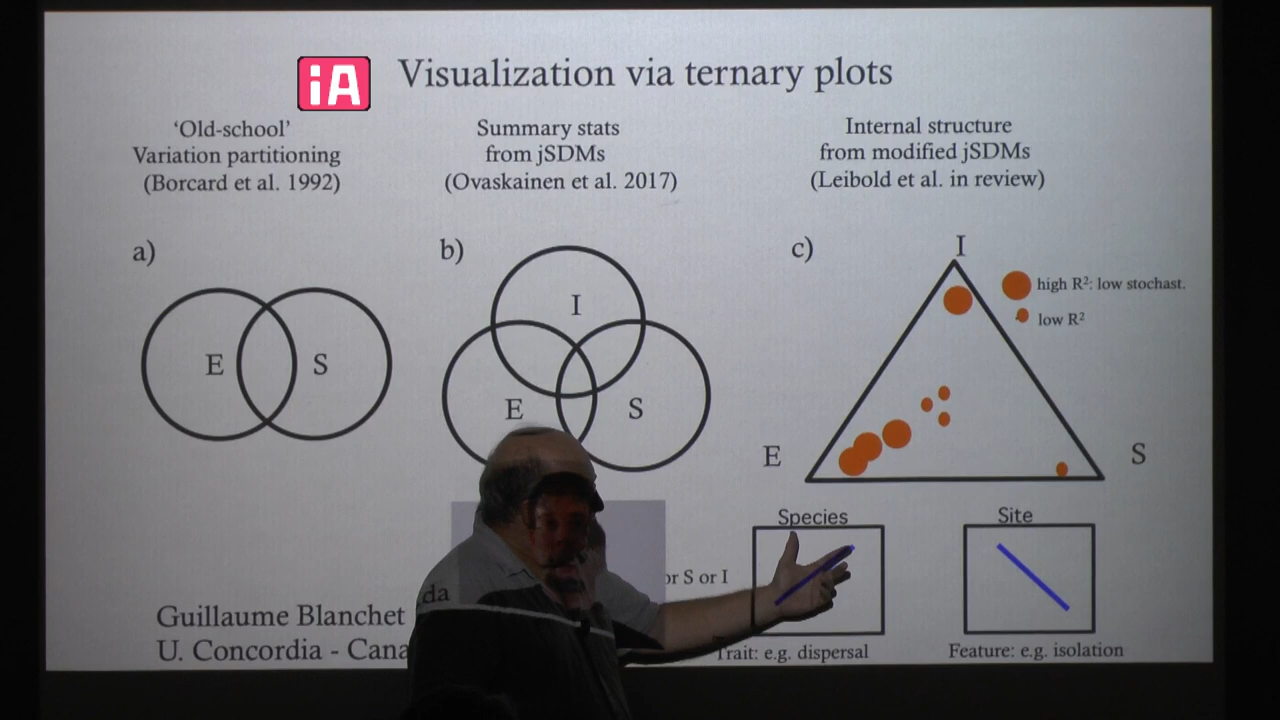 iA
Visualization via ternary plots
'Old-school'
Variation partitioning
(Borcard et al. 1992)
Summary stats
from jSDMs
(Ovaskainen et al. 2017)
Internal structure
from modified jSDMs
(Leibold et al. in review)
a)
E
S
b)
I
E
S
c)
I
E
S
high R²: low stochast.
low R²
Species
Site
or S or I
Trait: e.g. dispersal
Feature: e.g. isolation
Guillaume Blanchet
U. Concordia - Canada